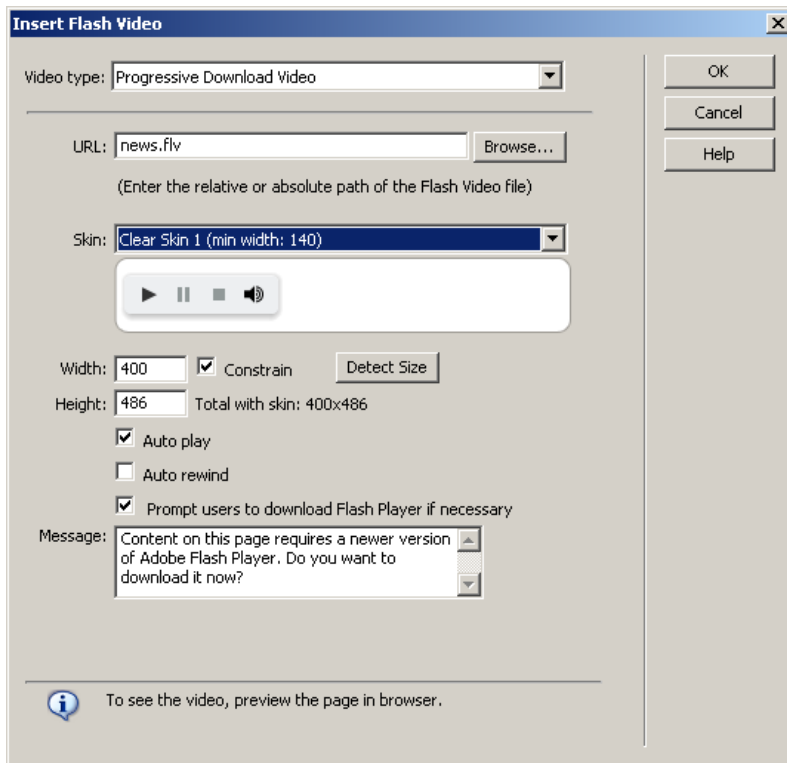 Insert Flash Video
Video type: Progressive Download Video
OK
Cancel
Help
URL: news.flv Browse...
(Enter the relative or absolute path of the Flash Video file)
Skin: Clear Skin 1 (min width: 140)
Width: 400 Constrain Detect Size
Height: 486 Total with skin: 400x486
Auto play
Auto rewind
Prompt users to download Flash Player if necessary
Message: Content on this page requires a newer version
of Adobe Flash Player. Do you want to
download it now?
To see the video, preview the page in browser.